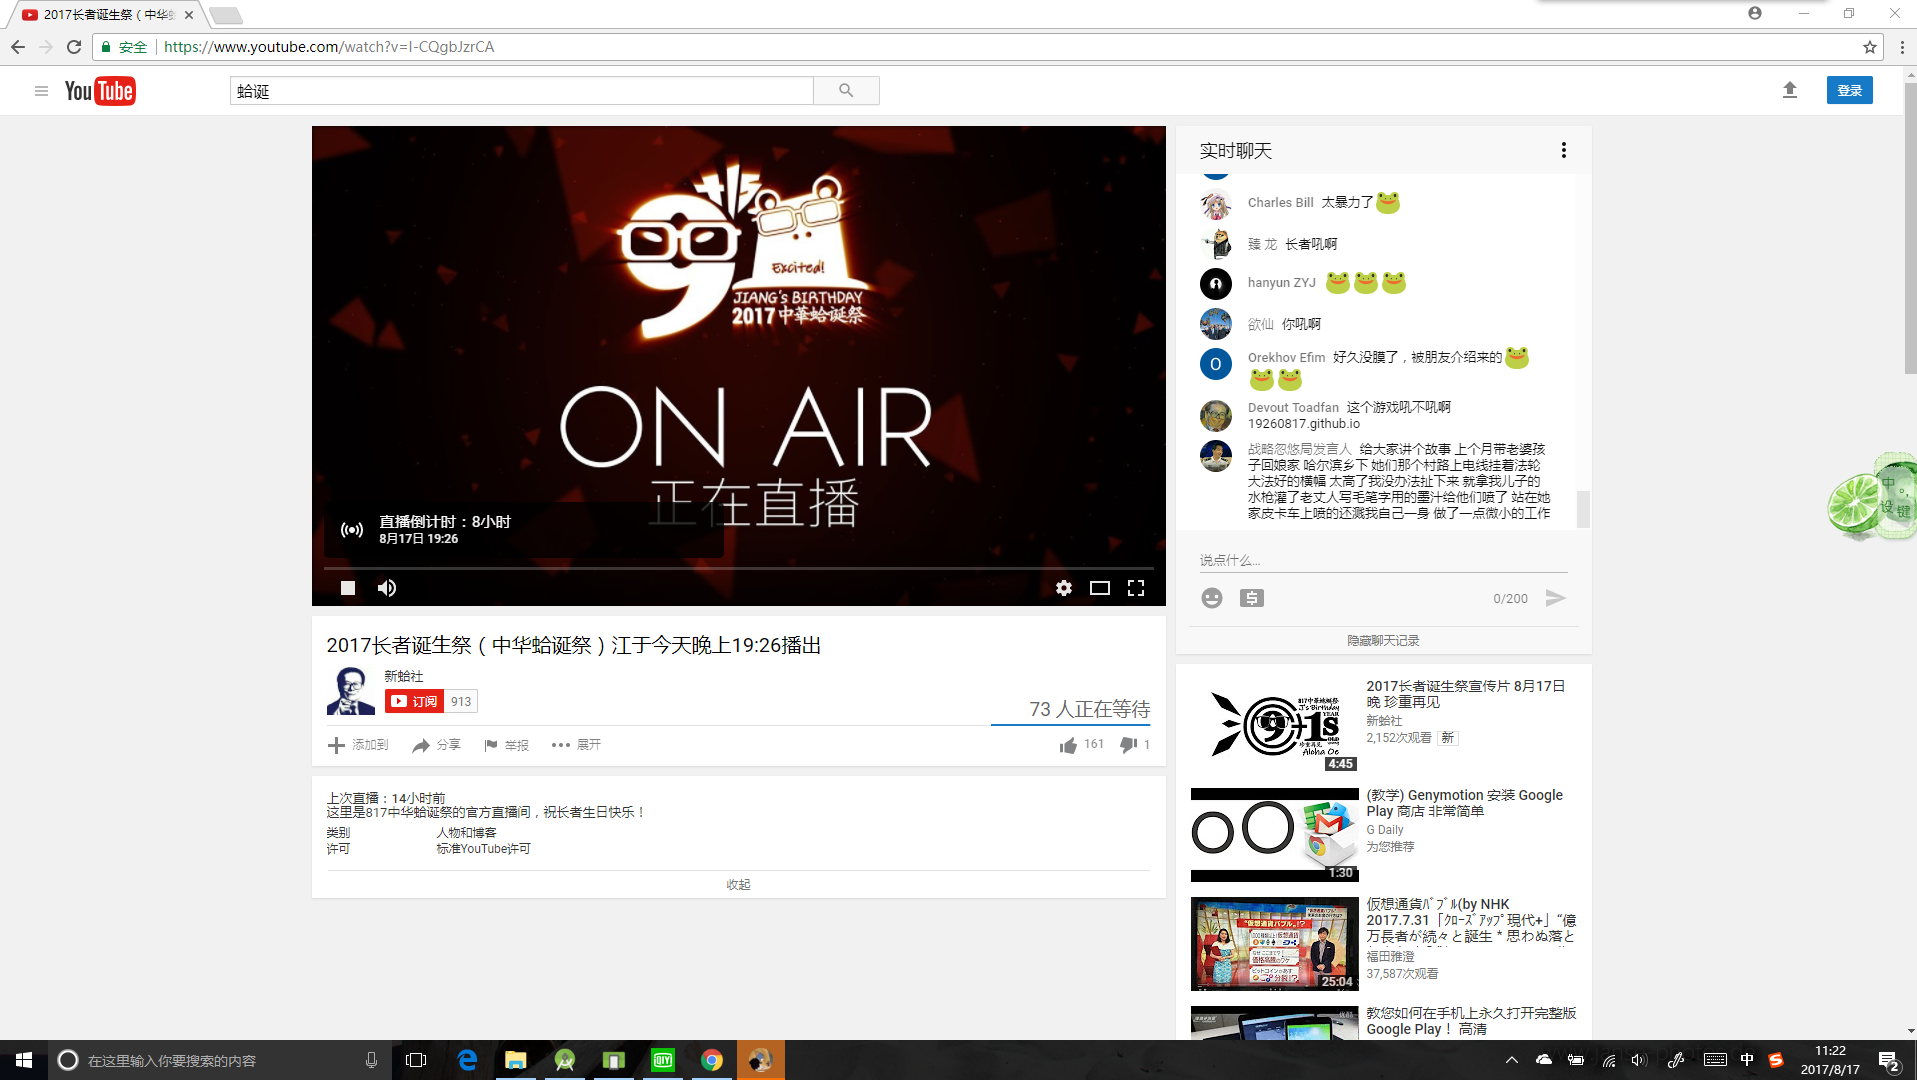 2017长者诞生祭（中华蛤
安全
https://www.youtube.com/watch?v=I-CQgbJzrCA
YouTube
蛤诞
登录
Excited!
JIANG's BIRTHDAY
2017中華蛤诞祭
ON AIR
正在直播
直播倒计时：8小时
8月17日 19:26
2017长者诞生祭（中华蛤诞祭）江于今天晚上19:26播出
新蛤社
订阅 913
73 人正在等待
添加到 分享 举报 展开
161 1
上次直播：14小时前
这里是817中华蛤诞祭的官方直播间，祝长者生日快乐！
类别 人物和博客
许可 标准YouTube许可
收起
实时聊天
Charles Bill 太暴力了
臻 龙 长者吼啊
hanyun ZYJ
欲仙 你吼啊
O
Orekhov Efim 好久没膜了，被朋友介绍来的
Devout Toadfan 这个游戏吼不吼啊
19260817.github.io
战略忽悠局发言人 给大家讲个故事 上个月带老婆孩
子回娘家 哈尔滨乡下 她们那个村路上电线挂着法轮
大法好的横幅 太高了我没办法扯下来 就拿我儿子的
水枪灌了老丈人写毛笔字用的墨汁给他们喷了 站在她
家皮卡车上喷的还溅我自己一身 做了一点微小的工作
说点什么...
0/200
隐藏聊天记录
817中華蛤诞祭
J's Birthday
YEAR
9+1s
珍重再见
Aloha Oe
4:45
2017长者诞生祭宣传片 8月17日
晚 珍重再见
新蛤社
2,152次观看 新
1:30
(教学) Genymotion 安装 Google
Play 商店 非常简单
G Daily
为您推荐
25:04
仮想通貨ﾊﾞﾌﾞﾙ(by NHK
2017.7.31「ｸﾛｰｽﾞｱｯﾌﾟ現代+」“億
万長者が続々と誕生 * 思わぬ落と
福田雅澄
37,587次观看
教您如何在手机上永久打开完整版
Google Play！ 高清
中
设 键
在这里输入你要搜索的内容
QIY
中
11:22
2017/8/17
2